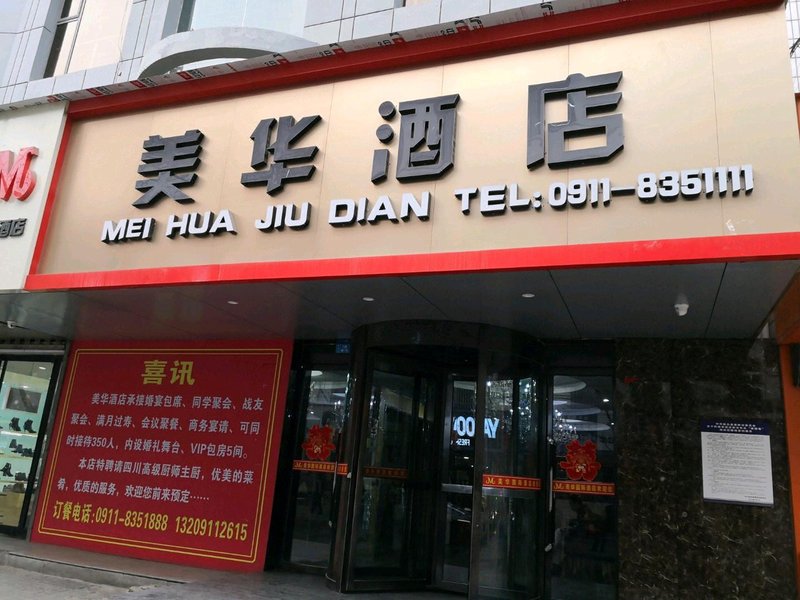 美华酒店
MEI HUA JIU DIAN TEL:0911-8351111
M
酒店
喜讯
美华酒店承接婚宴包席、同学聚会、战友
聚会、满月过寿、会议聚餐、商务宴请、可同
时接待350人，内设婚礼舞台、VIP包房5间。
本店特聘请四川高级厨师主厨，优美的菜
肴，优质的服务，欢迎您前来预定……
订餐电话:0911-8351888 13209112615